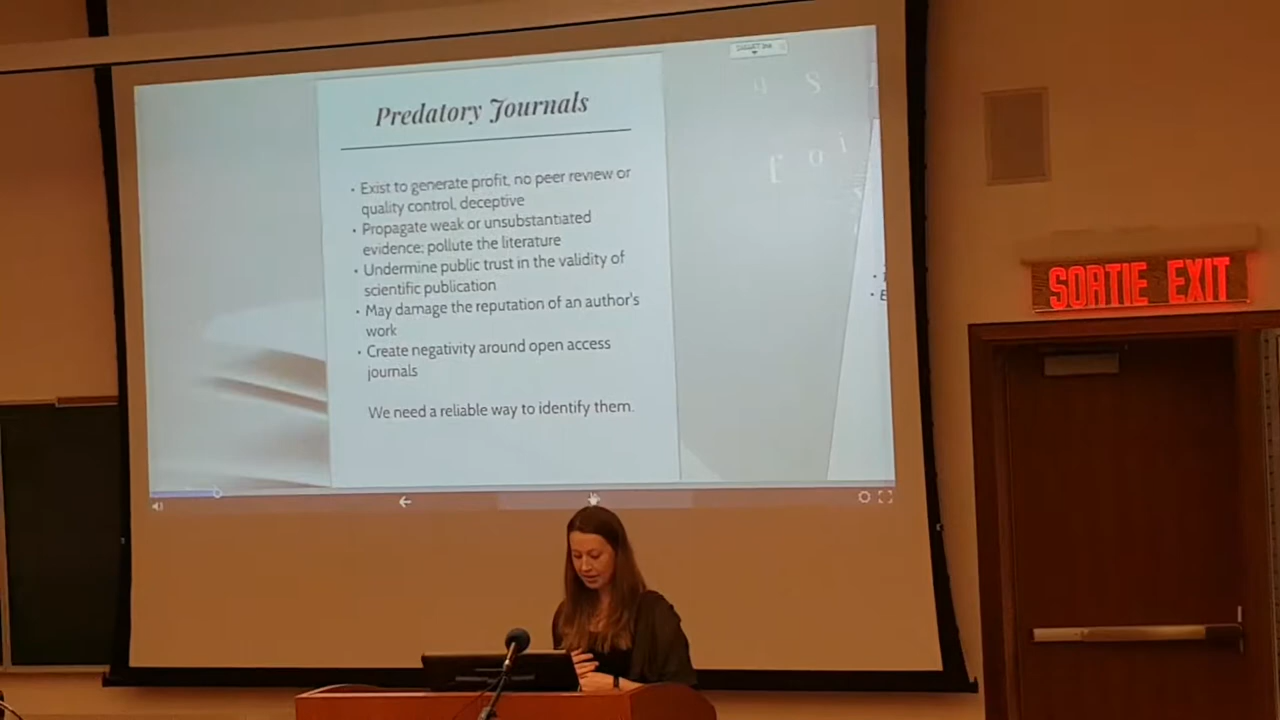 Predatory Journals
• Exist to generate profit, no peer review or
quality control, deceptive
• Propagate weak or unsubstantiated
evidence; pollute the literature
• Undermine public trust in the validity of
scientific publication
• May damage the reputation of an author's
work
• Create negativity around open access
journals
We need a reliable way to identify them.
SORTIE EXIT